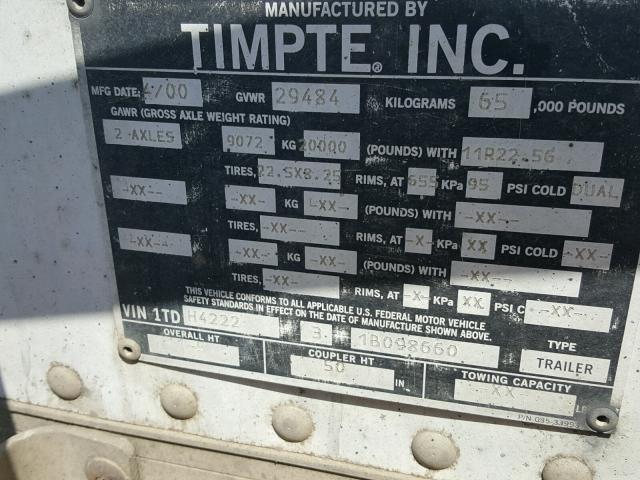 MANUFACTURED BY
TIMPTE, INC.
MFG DATE: 4/00 GVWR 29484 KILOGRAMS 65 ,000 POUNDS
GAWR (GROSS AXLE WEIGHT RATING)
2 AXLES 9072 KG 20000 (POUNDS) WITH 11R22.5G
TIRES, 22.5X8.25 RIMS, AT 655 KPa 95 PSI COLD DUAL
-XX- -XX- KG -XX- (POUNDS) WITH -XX-
TIRES, -XX- RIMS, AT -X- KPa XX PSI COLD -XX-
-XX- -XX- KG -XX- (POUNDS) WITH -XX-
TIRES, -XX- RIMS, AT -X- KPa XX PSI C -XX-
THIS VEHICLE CONFORMS TO ALL APPLICABLE U.S. FEDERAL MOTOR VEHICLE
SAFETY STANDARDS IN EFFECT ON THE DATE OF MANUFACTURE SHOWN ABOVE.
VIN 1TD H4222 3 1B098660 TYPE
OVERALL HT COUPLER HT TRAILER
50 IN TOWING CAPACITY
XX
P/N 095-33993